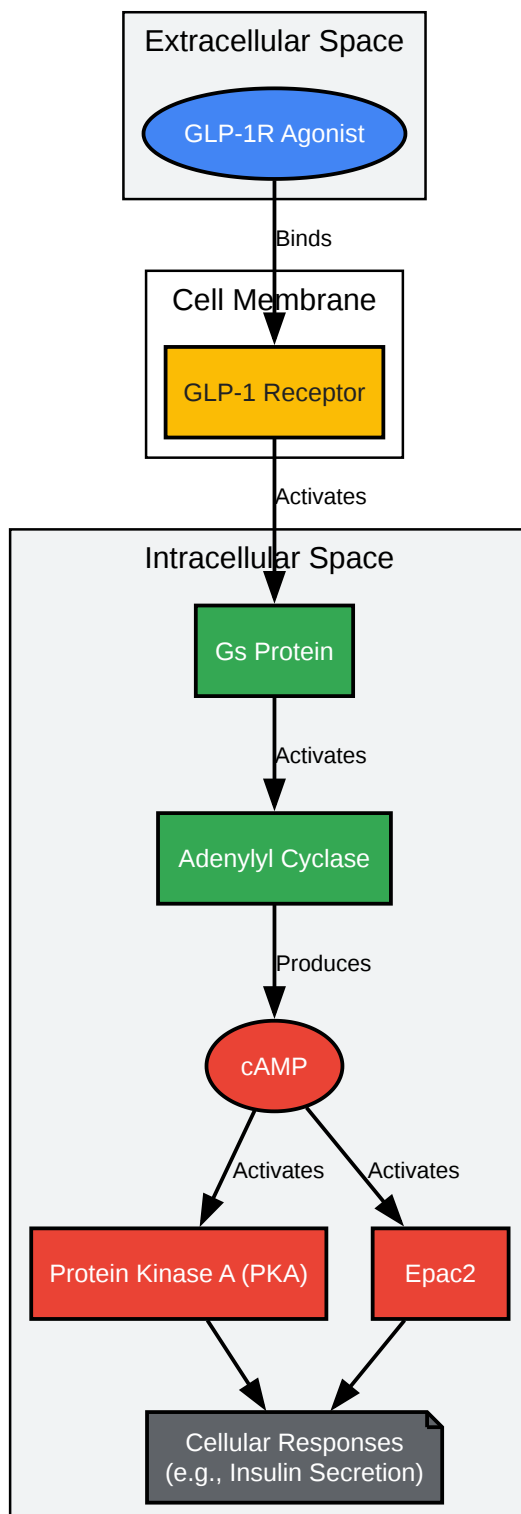 Extracellular Space
GLP-1R Agonist
Binds
Cell Membrane
GLP-1 Receptor
Activates
Intracellular Space
Gs Protein
Activates
Adenylyl Cyclase
Produces
cAMP
Activates
Activates
Protein Kinase A (PKA)
Epac2
Cellular Responses
(e.g., Insulin Secretion)